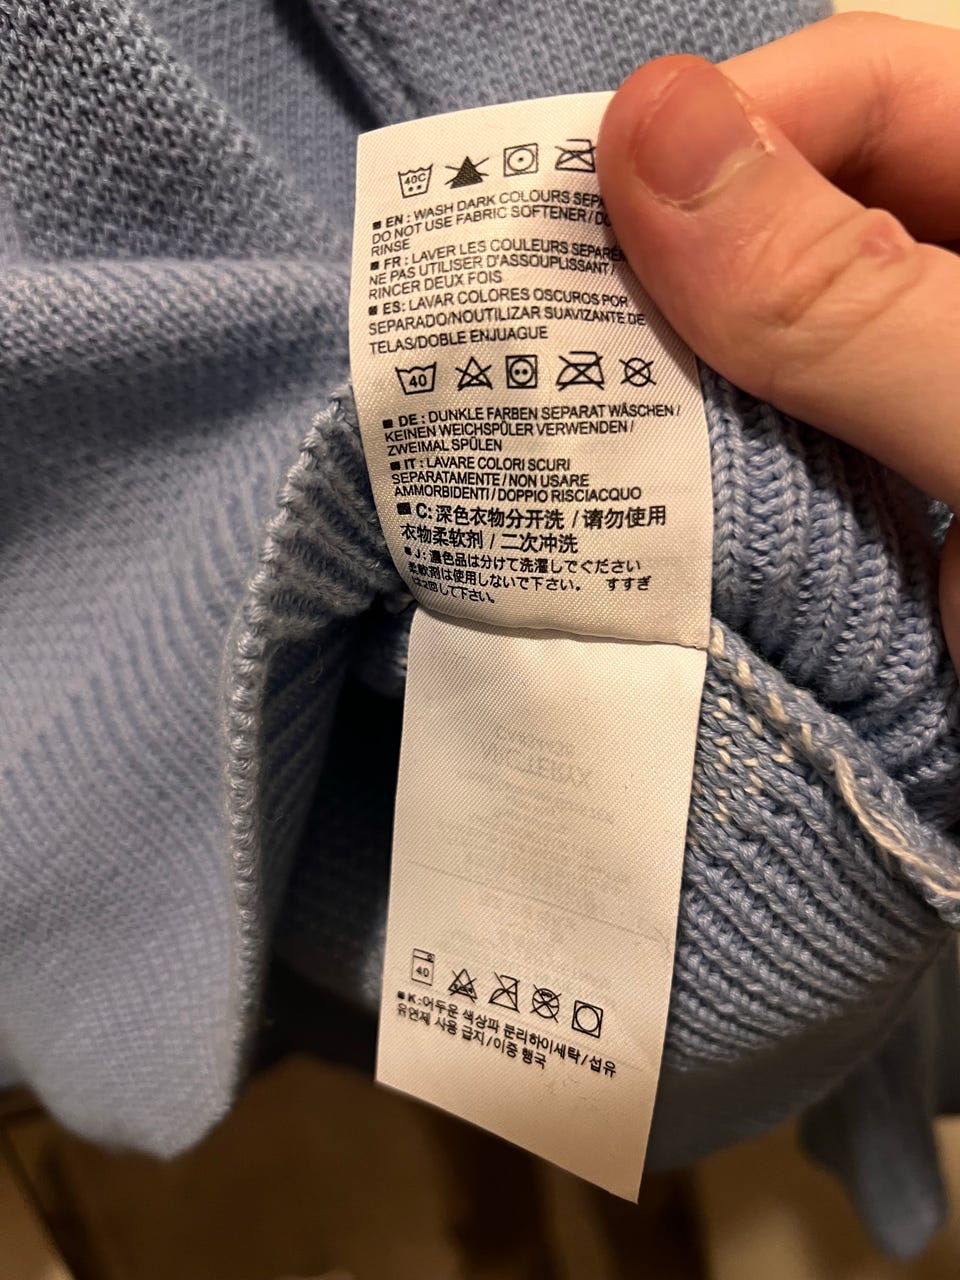 40C
■ EN : WASH DARK COLOURS
DO NOT USE FABRIC SOFTENER /
RINSE
■ FR : LAVER LES COULEURS
NE PAS UTILISER D'ASSOUPLISSANT /
RINCER DEUX FOIS
■ ES: LAVAR COLORES OSCUROS POR
SEPARADO/NOUTILIZAR SUAVIZANTE DE
TELAS/DOBLE ENJUAGUE
40
■ DE : DUNKLE FARBEN SEPARAT WÄSCHEN /
KEINEN WEICHSPÜLER VERWENDEN /
ZWEIMAL SPÜLEN
■ IT : LAVARE COLORI SCURI
SEPARATAMENTE / NON USARE
AMMORBIDENTI / DOPPIO RISCIACQUO
■ C: 深色衣物分开洗 / 请勿使用
衣物柔软剂 / 二次冲洗
■ J : 濃色品は分けて洗濯してください
柔軟剤は使用しないで下さい。 すすぎ
は2回して下さい。
40
■ K : 어두운 색상파 분리하이세탁 / 섬유
유연제 사용 금지 / 이중 행국